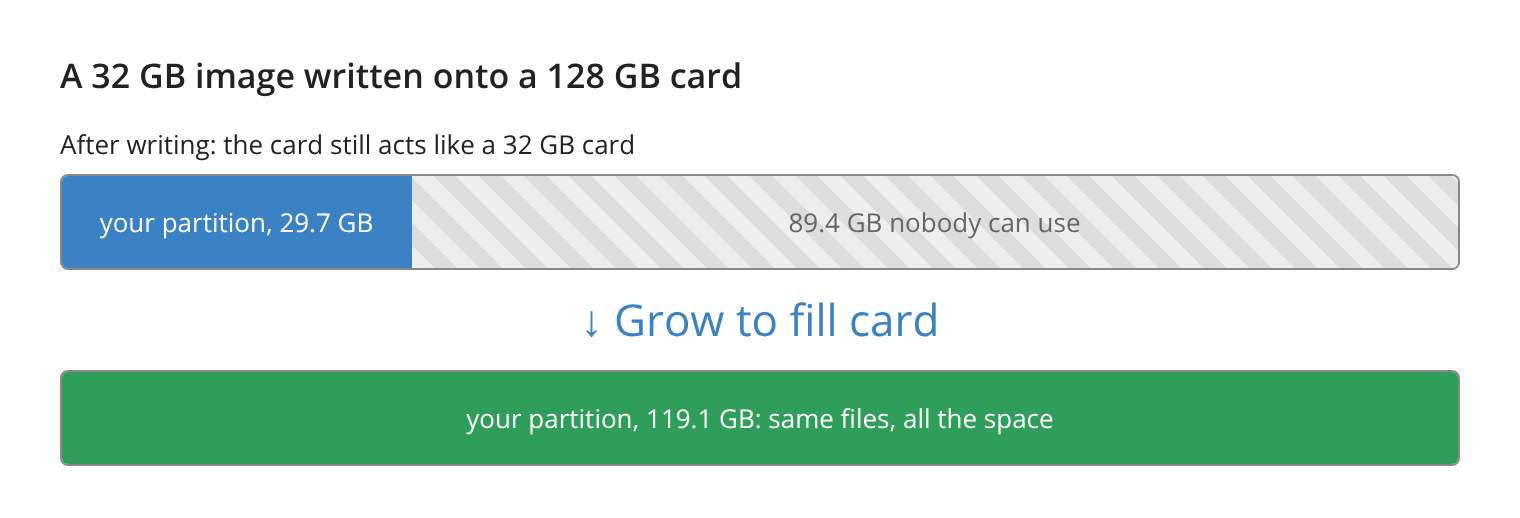 A 32 GB image written onto a 128 GB card
After writing: the card still acts like a 32 GB card
your partition, 29.7 GB
89.4 GB nobody can use
↓ Grow to fill card
your partition, 119.1 GB: same files, all the space